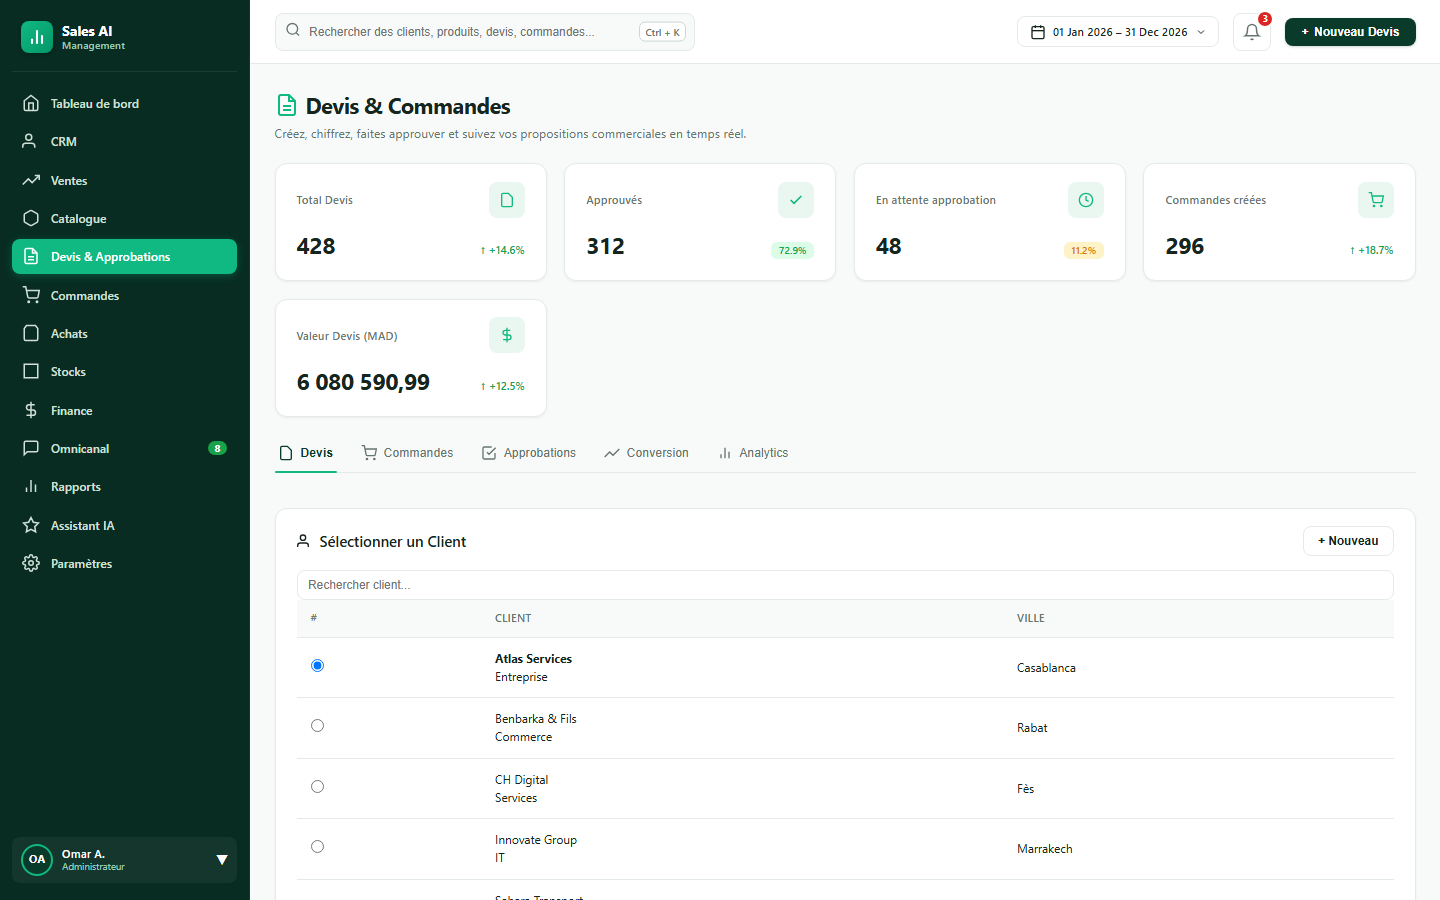 Sales AI
Management
Tableau de bord
CRM
Ventes
Catalogue
Devis & Approbations
Commandes
Achats
Stocks
Finance
Omnicanal 8
Rapports
Assistant IA
Paramètres
OA
Omar A.
Administrateur
Rechercher des clients, produits, devis, commandes... Ctrl + K
01 Jan 2026 – 31 Dec 2026
3
+ Nouveau Devis
Devis & Commandes
Créez, chiffrez, faites approuver et suivez vos propositions commerciales en temps réel.
Total Devis
428
↑ +14.6%
Approuvés
312
72.9%
En attente approbation
48
11.2%
Commandes créées
296
↑ +18.7%
Valeur Devis (MAD)
6 080 590,99
↑ +12.5%
Devis Commandes Approbations Conversion Analytics
Sélectionner un Client
+ Nouveau
Rechercher client...
# CLIENT VILLE
Atlas Services
Entreprise
Casablanca
Benbarka & Fils
Commerce
Rabat
CH Digital
Services
Fès
Innovate Group
IT
Marrakech